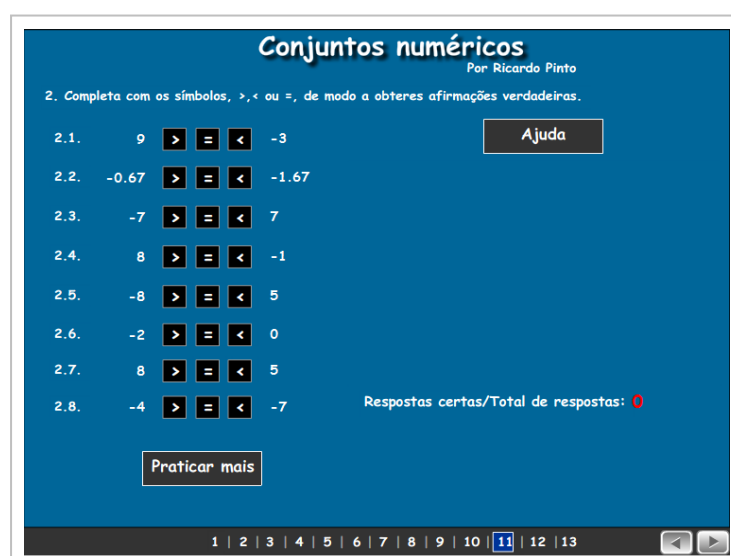 Conjuntos numéricos
Por Ricardo Pinto
2. Completa com os símbolos, >,< ou =, de modo a obteres afirmações verdadeiras.
2.1. 9 > = < -3
Ajuda
2.2. -0.67 > = < -1.67
2.3. -7 > = < 7
2.4. 8 > = < -1
2.5. -8 > = < 5
2.6. -2 > = < 0
2.7. 8 > = < 5
2.8. -4 > = < -7
Respostas certas/Total de respostas: 0
Praticar mais
1 | 2 | 3 | 4 | 5 | 6 | 7 | 8 | 9 | 10 | 11 | 12 |13